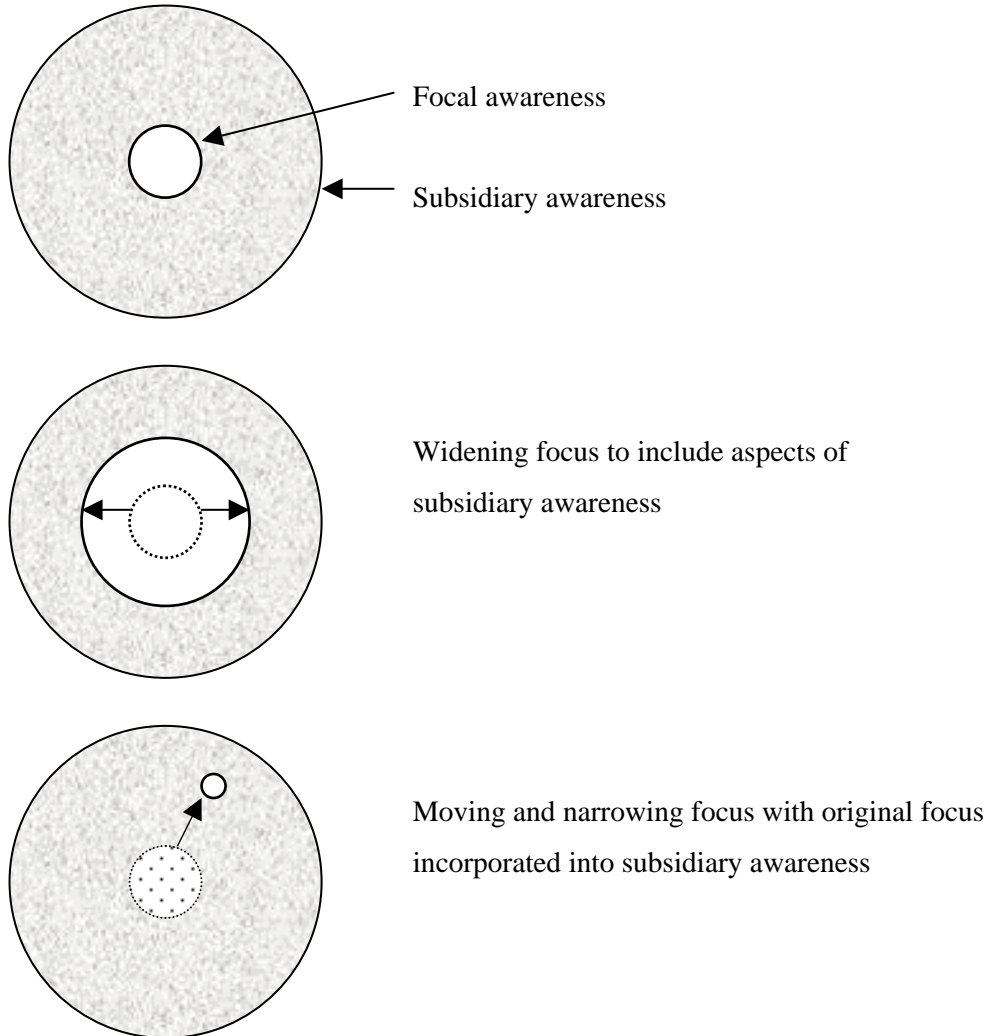 Focal awareness
Subsidiary awareness
Widening focus to include aspects of
subsidiary awareness
Moving and narrowing focus with original focus
incorporated into subsidiary awareness